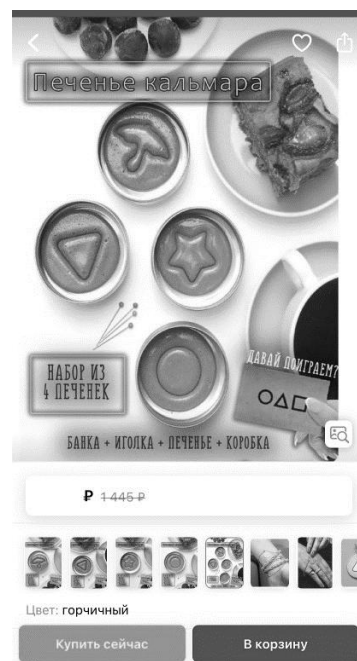 Печенье кальмара
НАБОР ИЗ
4 ПЕЧЕНЕК
ДАВАЙ ПОИГРАЕМ?
БАНКА + ИГОЛКА + ПЕЧЕНЬЕ + КОРОБКА
₽ 1 445 ₽
Цвет: горчичный
Купить сейчас
В корзину